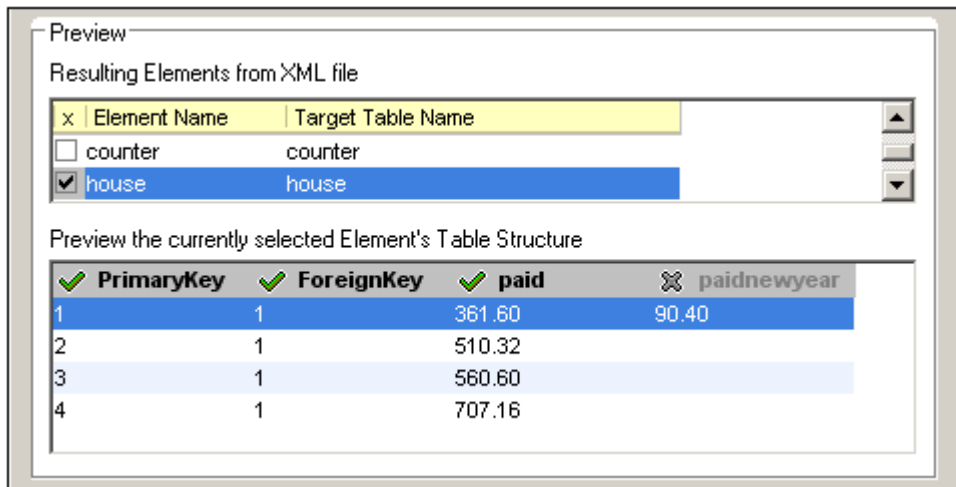 Preview
Resulting Elements from XML file
x Element Name Target Table Name
counter counter
house house
Preview the currently selected Element's Table Structure
PrimaryKey ForeignKey paid paidnewyear
1 1 361.60 90.40
2 1 510.32
3 1 560.60
4 1 707.16